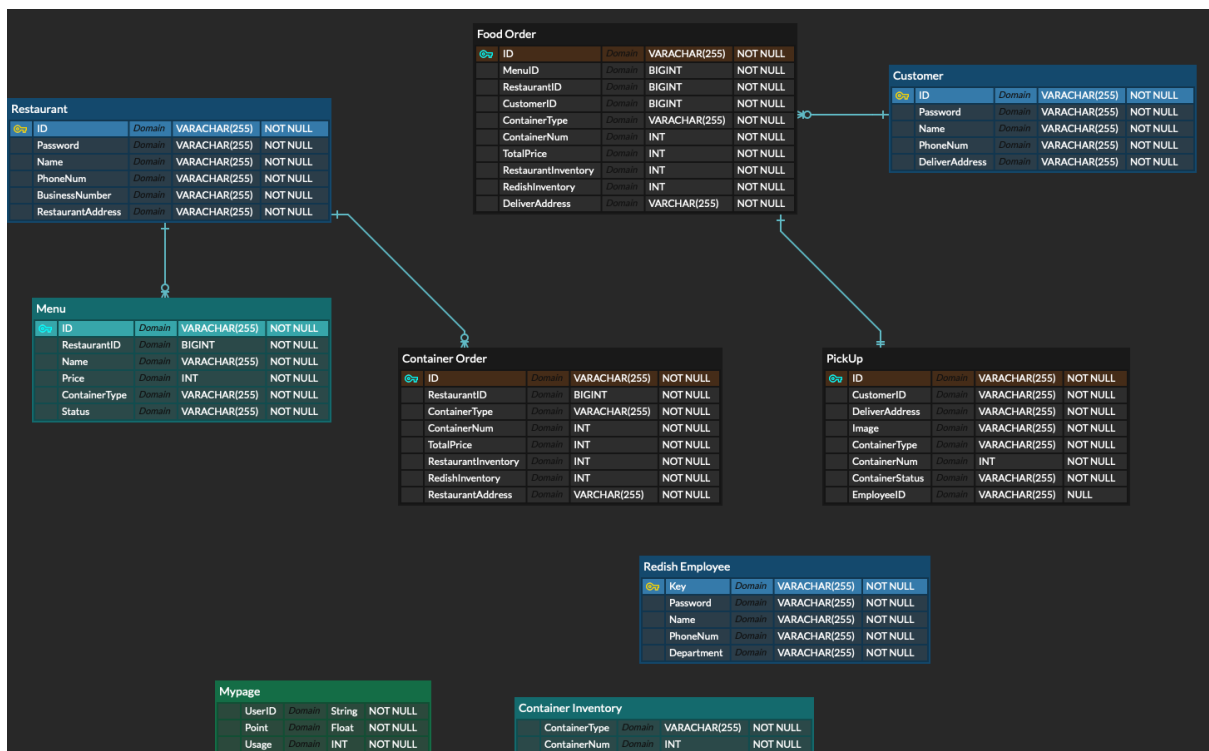 Food Order
ID Domain VARACHAR(255) NOT NULL
MenuID Domain BIGINT NOT NULL
RestaurantID Domain BIGINT NOT NULL
CustomerID Domain BIGINT NOT NULL
ContainerType Domain VARACHAR(255) NOT NULL
ContainerNum Domain INT NOT NULL
TotalPrice Domain INT NOT NULL
RestaurantInventory Domain INT NOT NULL
RedishInventory Domain INT NOT NULL
DeliverAddress Domain VARCHAR(255) NOT NULL
Customer
ID Domain VARACHAR(255) NOT NULL
Password Domain VARACHAR(255) NOT NULL
Name Domain VARACHAR(255) NOT NULL
PhoneNum Domain VARACHAR(255) NOT NULL
DeliverAddress Domain VARACHAR(255) NOT NULL
Restaurant
ID Domain VARACHAR(255) NOT NULL
Password Domain VARACHAR(255) NOT NULL
Name Domain VARACHAR(255) NOT NULL
PhoneNum Domain VARACHAR(255) NOT NULL
BusinessNumber Domain VARACHAR(255) NOT NULL
RestaurantAddress Domain VARACHAR(255) NOT NULL
Menu
ID Domain VARACHAR(255) NOT NULL
RestaurantID Domain BIGINT NOT NULL
Name Domain VARACHAR(255) NOT NULL
Price Domain INT NOT NULL
ContainerType Domain VARACHAR(255) NOT NULL
Status Domain VARACHAR(255) NOT NULL
Container Order
ID Domain VARACHAR(255) NOT NULL
RestaurantID Domain BIGINT NOT NULL
ContainerType Domain VARACHAR(255) NOT NULL
ContainerNum Domain INT NOT NULL
TotalPrice Domain INT NOT NULL
RestaurantInventory Domain INT NOT NULL
RedishInventory Domain INT NOT NULL
RestaurantAddress Domain VARCHAR(255) NOT NULL
PickUp
ID Domain VARACHAR(255) NOT NULL
CustomerID Domain VARACHAR(255) NOT NULL
DeliverAddress Domain VARACHAR(255) NOT NULL
Image Domain VARACHAR(255) NOT NULL
ContainerType Domain VARACHAR(255) NOT NULL
ContainerNum Domain INT NOT NULL
ContainerStatus Domain VARACHAR(255) NOT NULL
EmployeeID Domain VARACHAR(255) NULL
Redish Employee
Key Domain VARACHAR(255) NOT NULL
Password Domain VARACHAR(255) NOT NULL
Name Domain VARACHAR(255) NOT NULL
PhoneNum Domain VARACHAR(255) NOT NULL
Department Domain VARACHAR(255) NOT NULL
Mypage
UserID Domain String NOT NULL
Point Domain Float NOT NULL
Usage Domain INT NOT NULL
Container Inventory
ContainerType Domain VARACHAR(255) NOT NULL
ContainerNum Domain INT NOT NULL